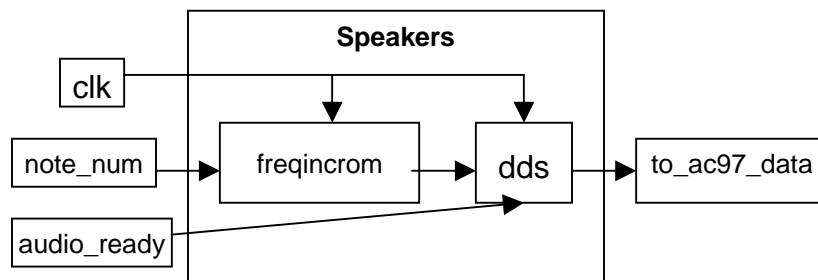 Speakers
clk
note_num
freqincrom
dds
to_ac97_data
audio_ready